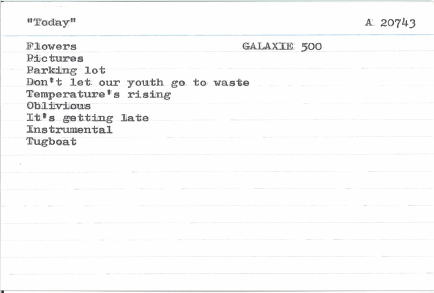 "Today" A 20743
Flowers GALAXIE 500
Pictures
Parking lot
Don't let our youth go to waste
Temperature's rising
Oblivious
It's getting late
Instrumental
Tugboat